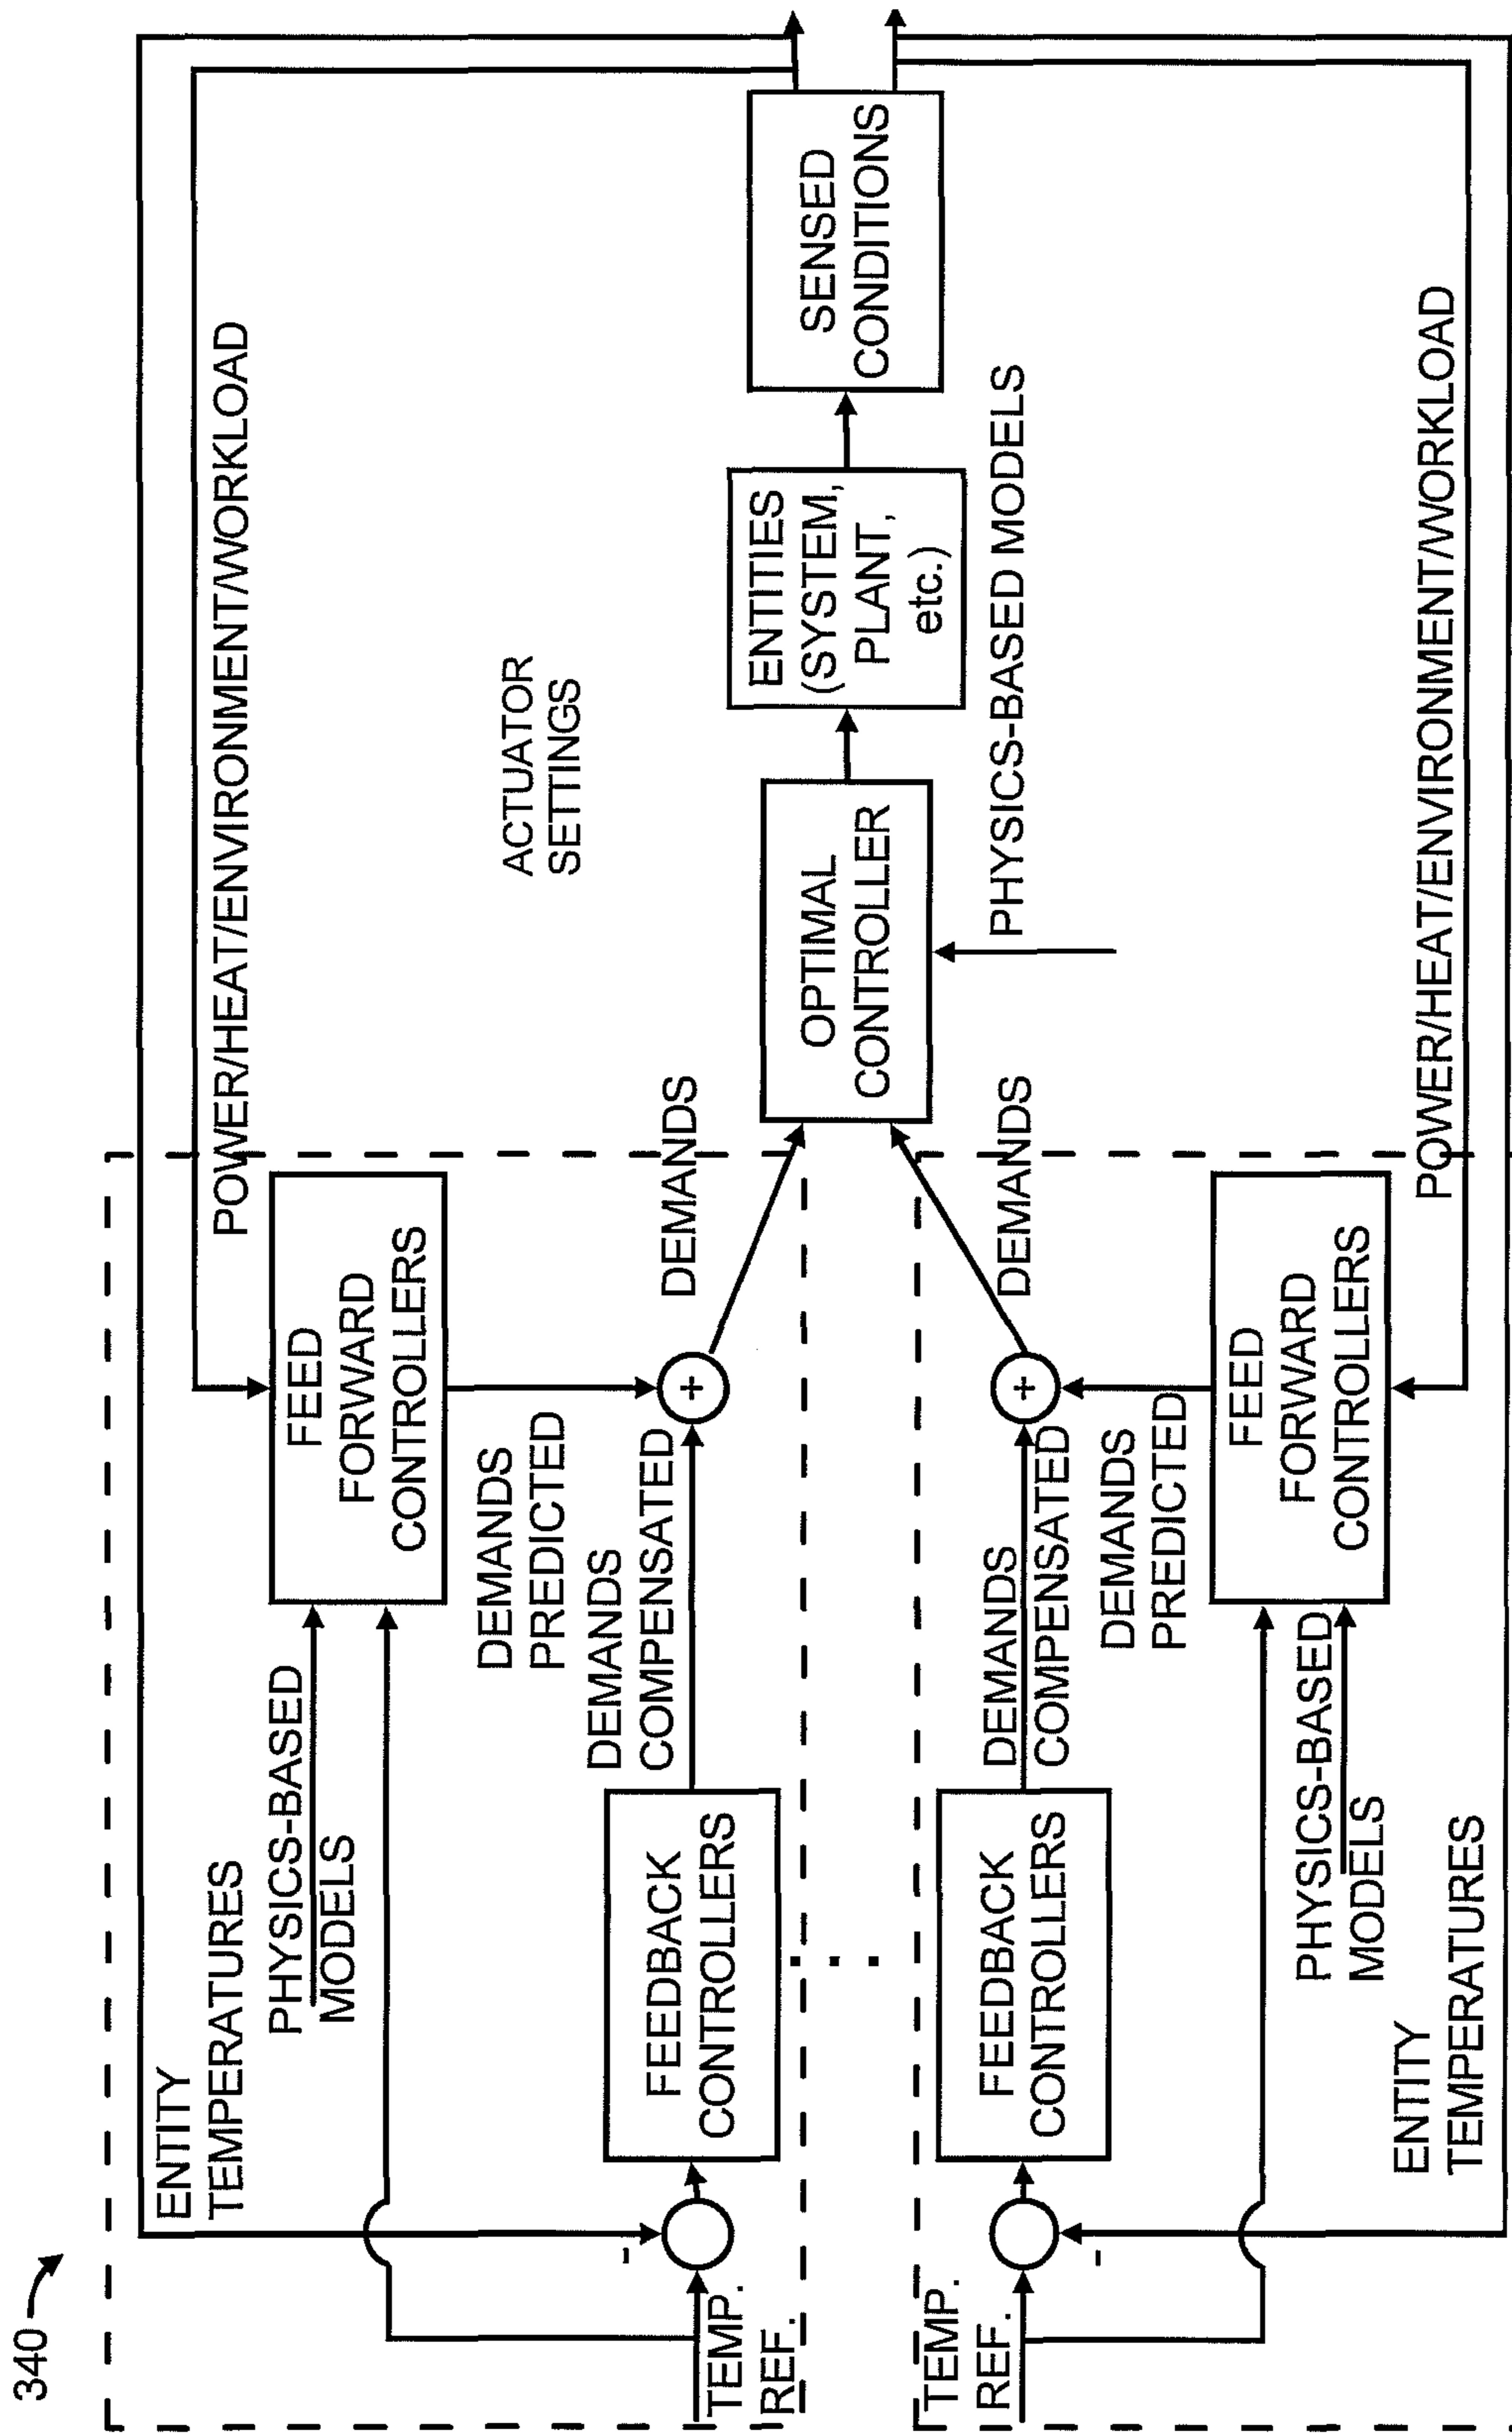 340
ENTITY
TEMPERATURES
POWER/HEAT/ENVIRONMENT/WORKLOAD
PHYSICS-BASED
MODELS
FEED
FORWARD
CONTROLLERS
DEMANDS
PREDICTED
DEMANDS
COMPENSATED
FEEDBACK
CONTROLLERS
-
TEMP.
REF.
+
DEMANDS
ACTUATOR
SETTINGS
OPTIMAL
CONTROLLER
ENTITIES
(SYSTEM,
PLANT,
etc.)
SENSED
CONDITIONS
PHYSICS-BASED MODELS
. . .
TEMP.
REF.
-
FEEDBACK
CONTROLLERS
DEMANDS
COMPENSATED
+
DEMANDS
DEMANDS
PREDICTED
FEED
FORWARD
CONTROLLERS
PHYSICS-BASED
MODELS
ENTITY
TEMPERATURES
POWER/HEAT/ENVIRONMENT/WORKLOAD